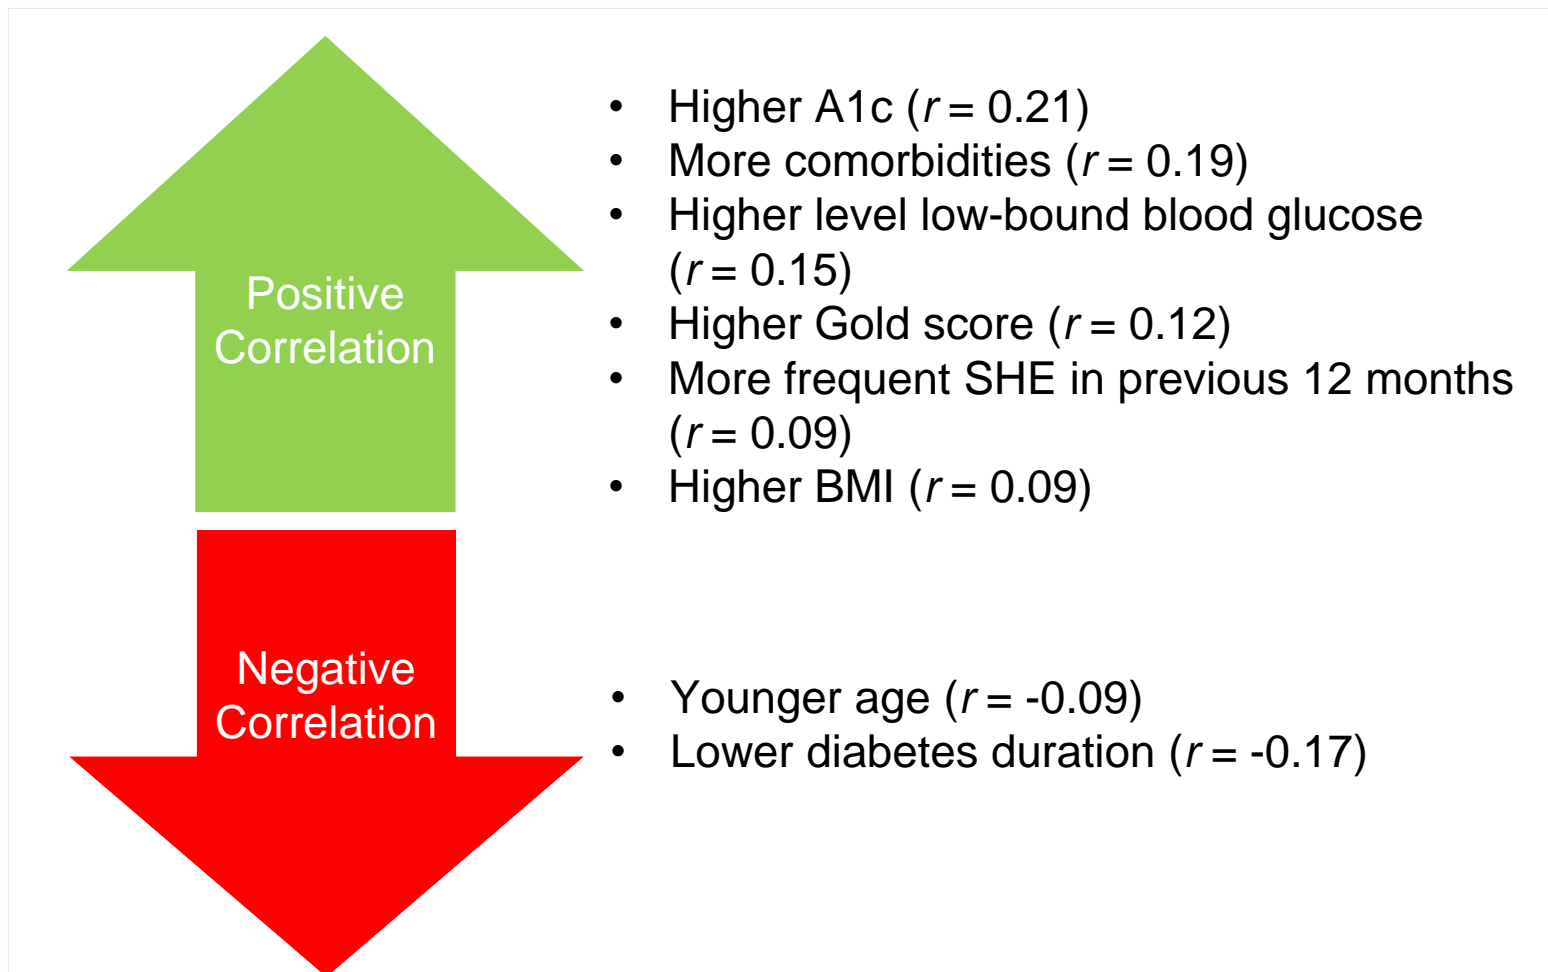 Positive
Correlation
• Higher A1c (r = 0.21)
• More comorbidities (r = 0.19)
• Higher level low-bound blood glucose
(r = 0.15)
• Higher Gold score (r = 0.12)
• More frequent SHE in previous 12 months
(r = 0.09)
• Higher BMI (r = 0.09)
Negative
Correlation
• Younger age (r = -0.09)
• Lower diabetes duration (r = -0.17)